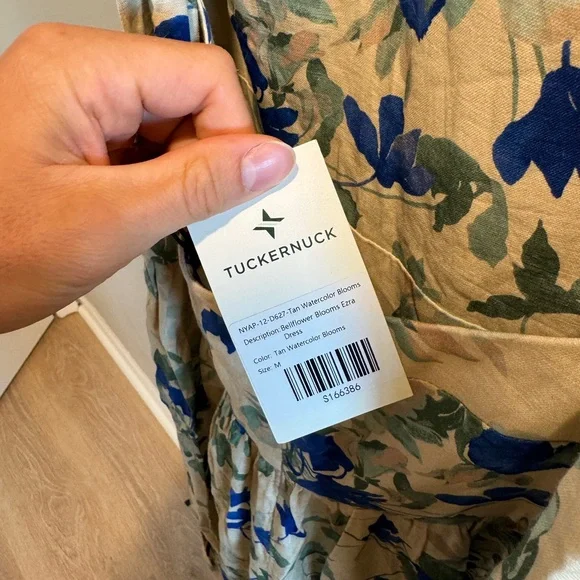 TUCKERNUCK
NYAP-12-D627-Tan Watercolor Blooms
Description: Bellflower Blooms Ezra
Dress
Color: Tan Watercolor Blooms
Size: M
S166386